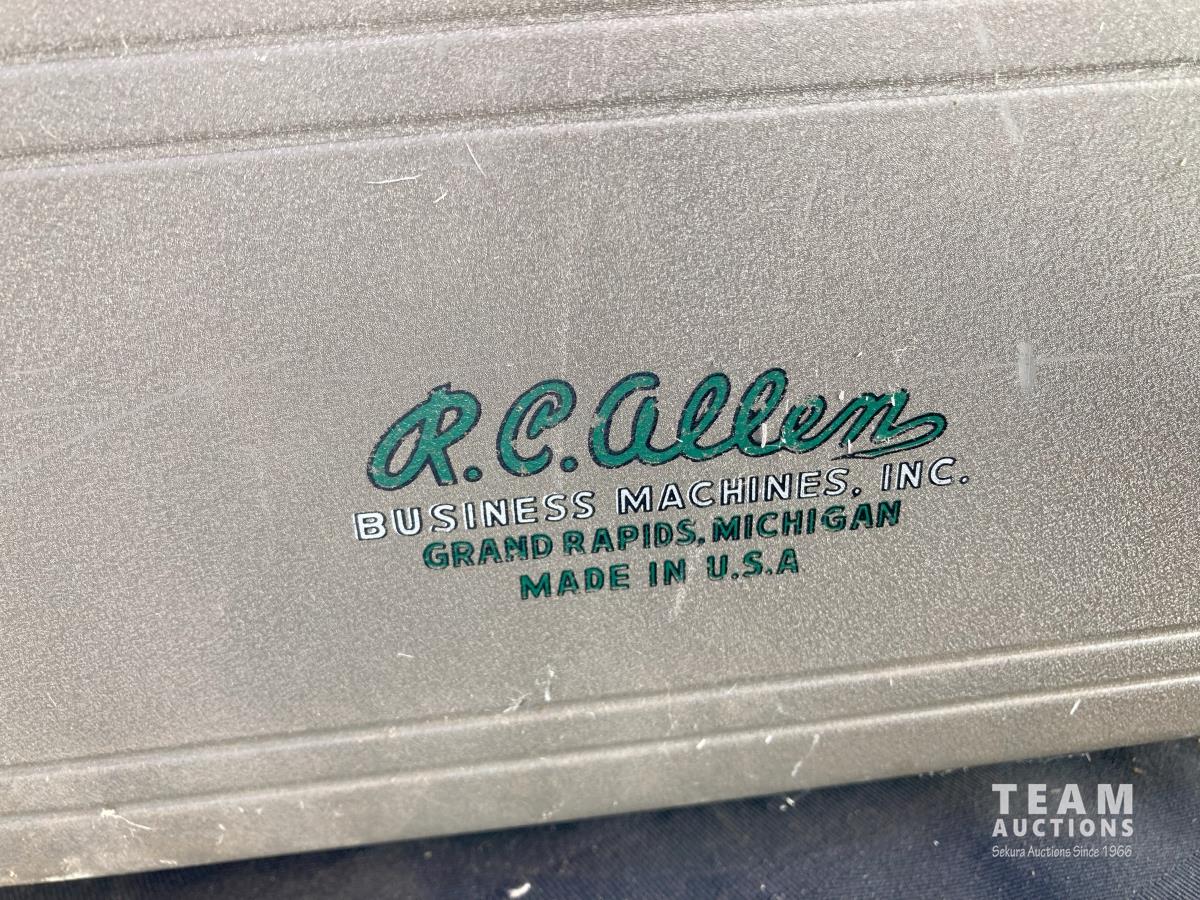 R.C. Allen
BUSINESS MACHINES, INC.
GRAND RAPIDS, MICHIGAN
MADE IN U.S.A
TEAM
AUCTIONS
Sekura Auctions Since 1966